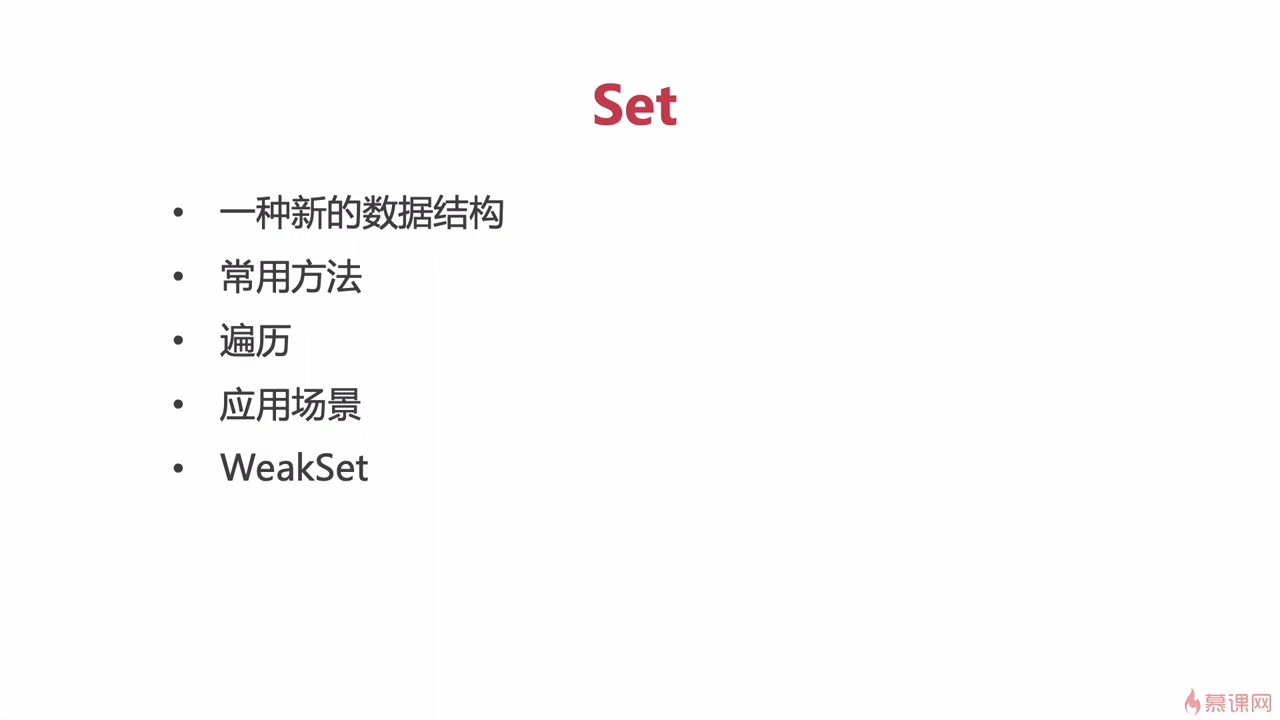 Set
• 一种新的数据结构
• 常用方法
• 遍历
• 应用场景
• WeakSet
慕课网